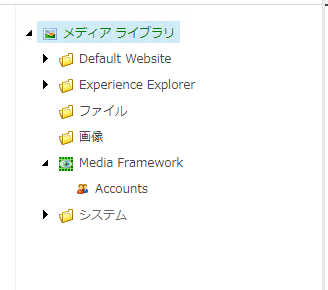 メディア ライブラリ
Default Website
Experience Explorer
ファイル
画像
Media Framework
Accounts
システム